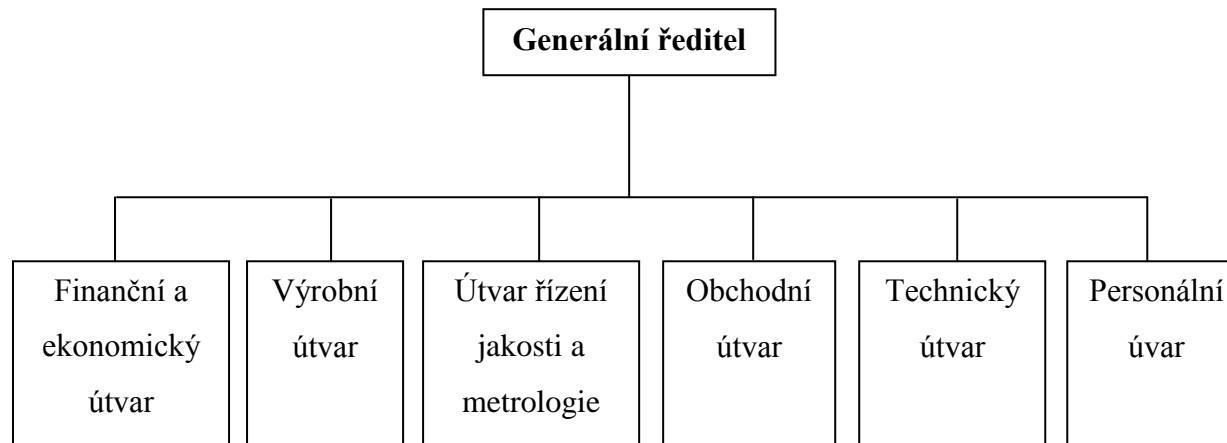 Generální ředitel
Finanční a
ekonomický
útvar
Výrobní
útvar
Útvar řízení
jakosti a
metrologie
Obchodní
útvar
Technický
útvar
Personální
úvar